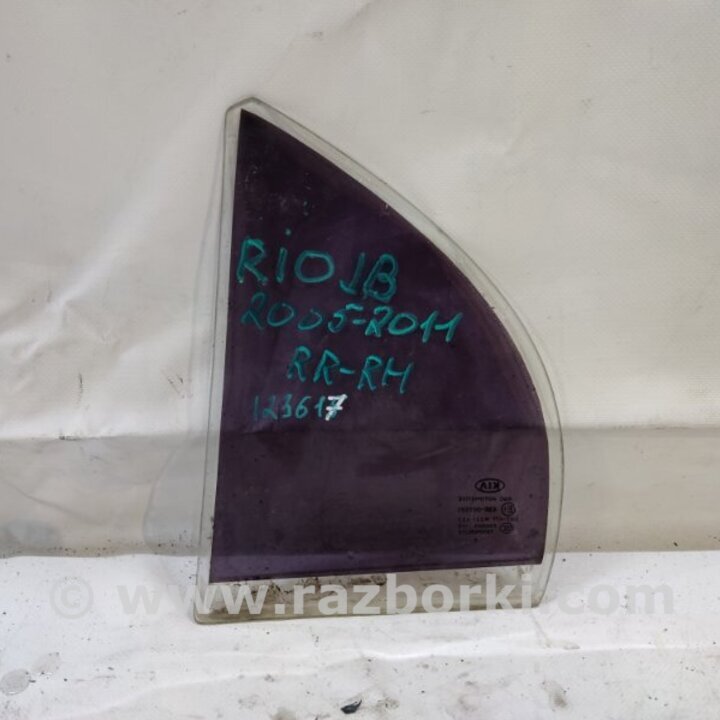 RIO JB
2005-2011
RR-RH
123617
KIA
© www.razborki.com